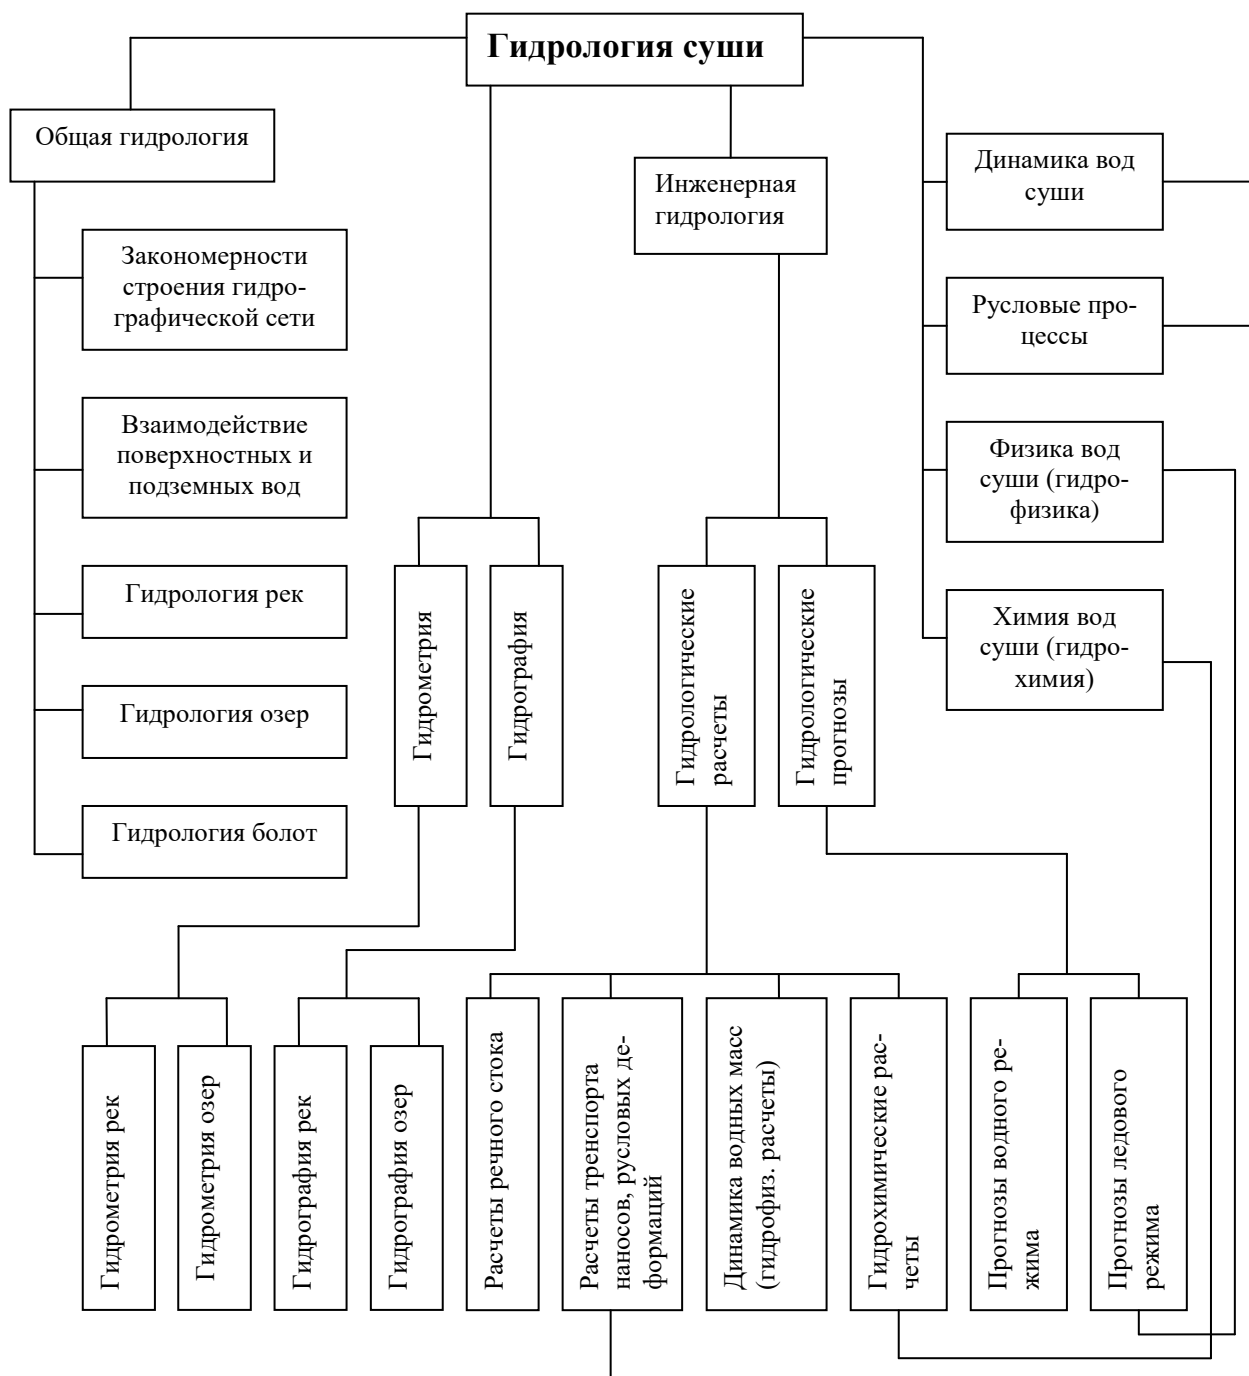 Гидрология суши
Общая гидрология
Закономерности
строения гидро-
графической сети
Взаимодействие
поверхностных и
подземных вод
Гидрология рек
Гидрология озер
Гидрология болот
Инженерная
гидрология
Динамика вод
суши
Русловые про-
цессы
Физика вод
суши (гидро-
физика)
Химия вод
суши (гидро-
химия)
Гидрометрия
Гидрография
Гидрологические
расчеты
Гидрологические
прогнозы
Гидрометрия рек
Гидрометрия озер
Гидрография рек
Гидрография озер
Расчеты речного стока
Расчеты тренспорта
наносов, русловых де-
формаций
Динамика водных масс
(гидрофиз. расчеты)
Гидрохимические рас-
четы
Прогнозы водного ре-
жима
Прогнозы ледового
режима